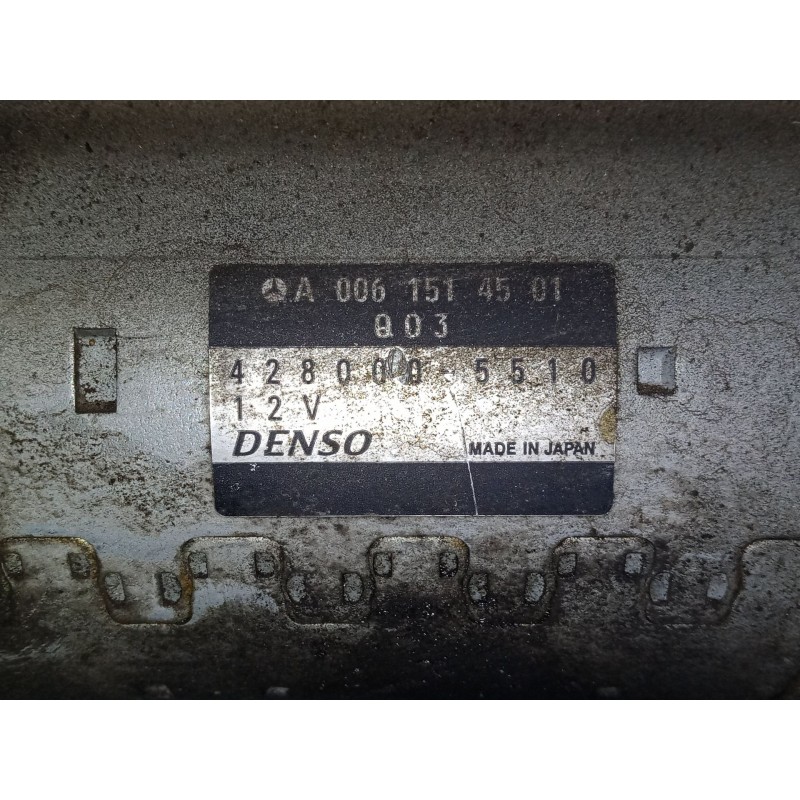 A 006 151 45 01
Q03
428000-5510
12V
DENSO MADE IN JAPAN